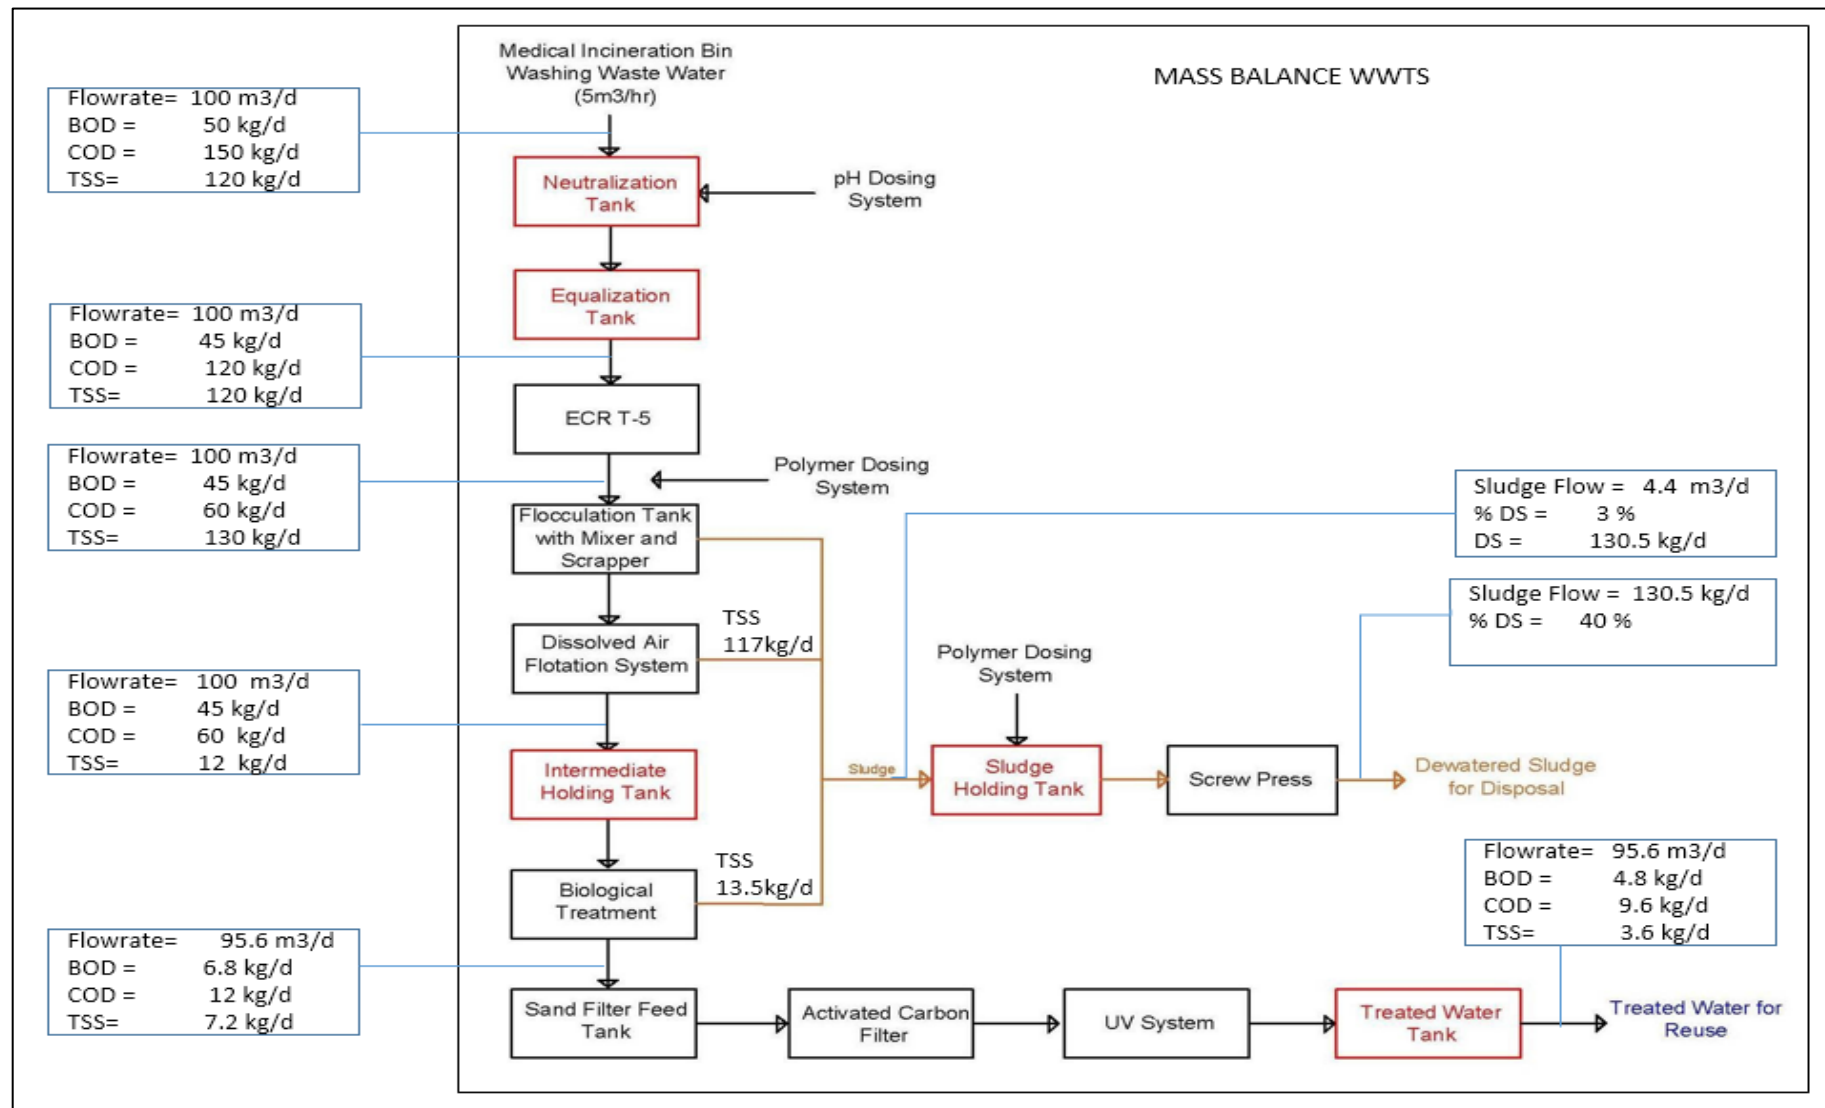 MASS BALANCE WWTS
Medical Incineration Bin
Washing Waste Water
(5m3/hr)
Flowrate= 100 m3/d
BOD = 50 kg/d
COD = 150 kg/d
TSS= 120 kg/d
Neutralization
Tank
pH Dosing
System
Equalization
Tank
Flowrate= 100 m3/d
BOD = 45 kg/d
COD = 120 kg/d
TSS= 120 kg/d
ECR T-5
Flowrate= 100 m3/d
BOD = 45 kg/d
COD = 60 kg/d
TSS= 130 kg/d
Polymer Dosing
System
Flocculation Tank
with Mixer and
Scrapper
Sludge Flow = 4.4 m3/d
% DS = 3 %
DS = 130.5 kg/d
Sludge Flow = 130.5 kg/d
% DS = 40 %
Dissolved Air
Flotation System
TSS
117kg/d
Polymer Dosing
System
Flowrate= 100 m3/d
BOD = 45 kg/d
COD = 60 kg/d
TSS= 12 kg/d
Intermediate
Holding Tank
Sludge
Sludge
Holding Tank
Screw Press
Dewatered Sludge
for Disposal
Biological
Treatment
TSS
13.5kg/d
Flowrate= 95.6 m3/d
BOD = 4.8 kg/d
COD = 9.6 kg/d
TSS= 3.6 kg/d
Flowrate= 95.6 m3/d
BOD = 6.8 kg/d
COD = 12 kg/d
TSS= 7.2 kg/d
Sand Filter Feed
Tank
Activated Carbon
Filter
UV System
Treated Water
Tank
Treated Water for
Reuse